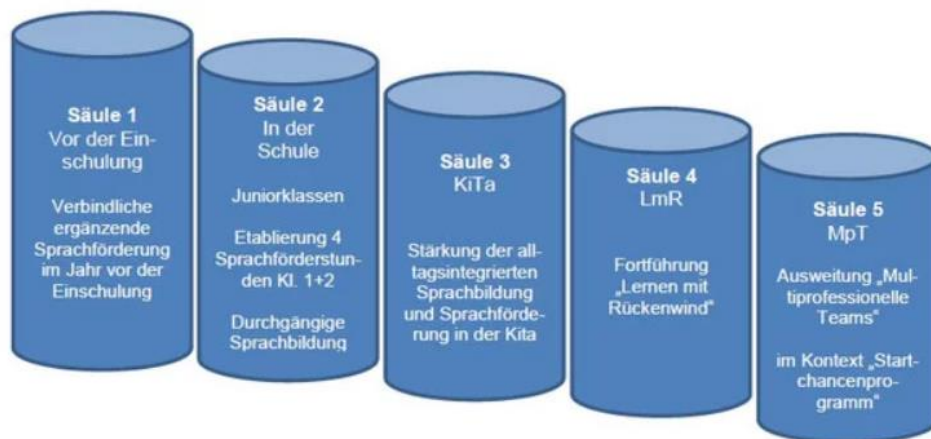 Säule 1
Vor der Ein-
schulung
Verbindliche
ergänzende
Sprachförderung
im Jahr vor der
Einschulung
Säule 2
In der
Schule
Juniorklassen
Etablierung 4
Sprachförderstun-
den Kl. 1+2
Durchgängige
Sprachbildung
Säule 3
KiTa
Stärkung der all-
tagsintegrierten
Sprachbildung
und Sprachförde-
rung in der Kita
Säule 4
LmR
Fortführung
„Lernen mit
Rückenwind“
Säule 5
MpT
Ausweitung „Mul-
tiprofessionelle
Teams“
im Kontext „Start-
chancenpro-
gramm“